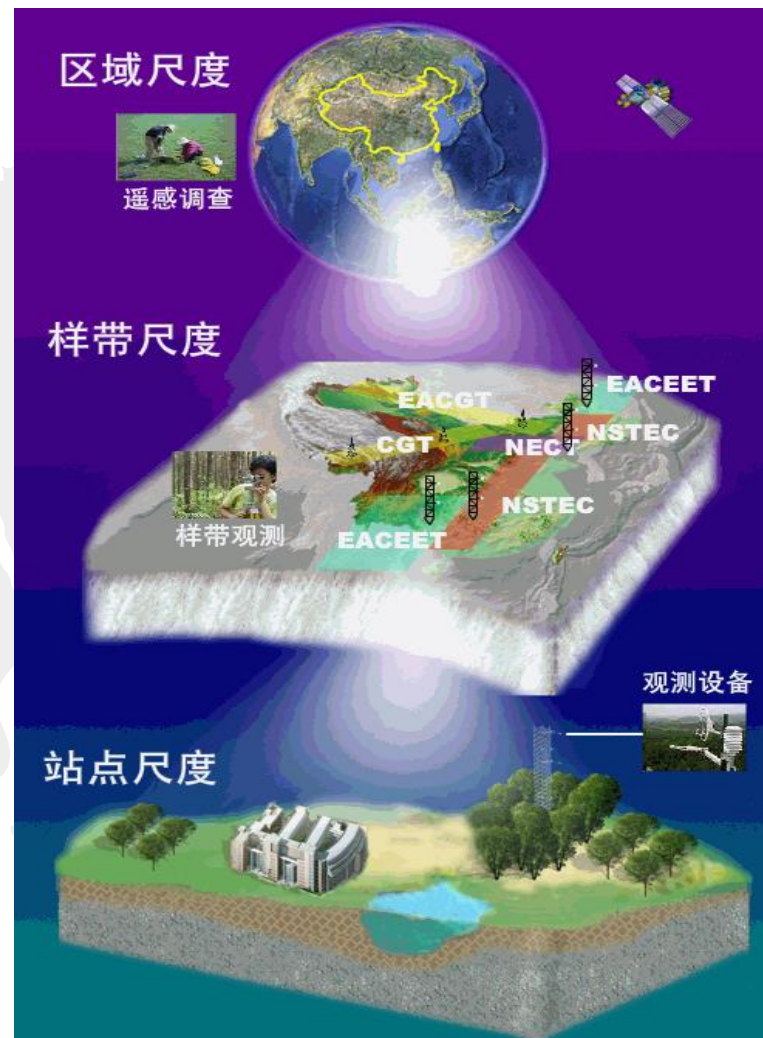 区域尺度
遥感调查
样带尺度
EACEET
EACGT
NSTEC
CGT
NECT
NSTEC
样带观测
EACEET
观测设备
站点尺度